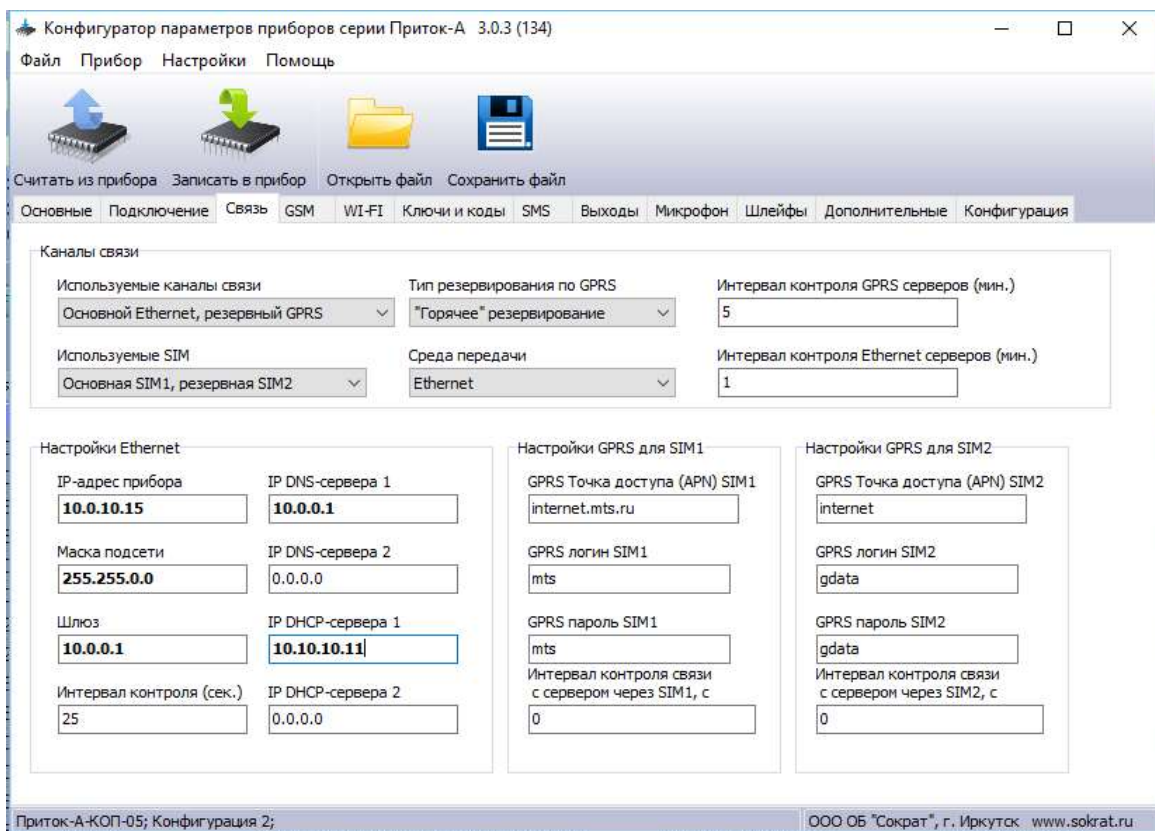 Конфигуратор параметров приборов серии Приток-А 3.0.3 (134)
Файл Прибор Настройки Помощь
Считать из прибора Записать в прибор Открыть файл Сохранить файл
Основные Подключение Связь GSM WI-FI Ключи и коды SMS Выходы Микрофон Шлейфы Дополнительные Конфигурация
Каналы связи
Используемые каналы связи Тип резервирования по GPRS Интервал контроля GPRS серверов (мин.)
Основной Ethernet, резервный GPRS "Горячее" резервирование 5
Используемые SIM Среда передачи Интервал контроля Ethernet серверов (мин.)
Основная SIM1, резервная SIM2 Ethernet 1
Настройки Ethernet Настройки GPRS для SIM1 Настройки GPRS для SIM2
IP-адрес прибора IP DNS-сервера 1 GPRS Точка доступа (APN) SIM1 GPRS Точка доступа (APN) SIM2
10.0.10.15 10.0.0.1 internet.mts.ru internet
Маска подсети IP DNS-сервера 2 GPRS логин SIM1 GPRS логин SIM2
255.255.0.0 0.0.0.0 mts gdata
Шлюз IP DHCP-сервера 1 GPRS пароль SIM1 GPRS пароль SIM2
10.0.0.1 10.10.10.11 mts gdata
Интервал контроля связи Интервал контроля связи
Интервал контроля (сек.) IP DHCP-сервера 2 с сервером через SIM1, с с сервером через SIM2, с
25 0.0.0.0 0 0
Приток-А-КОП-05; Конфигурация 2; ООО ОБ "Сократ", г. Иркутск www.sokrat.ru